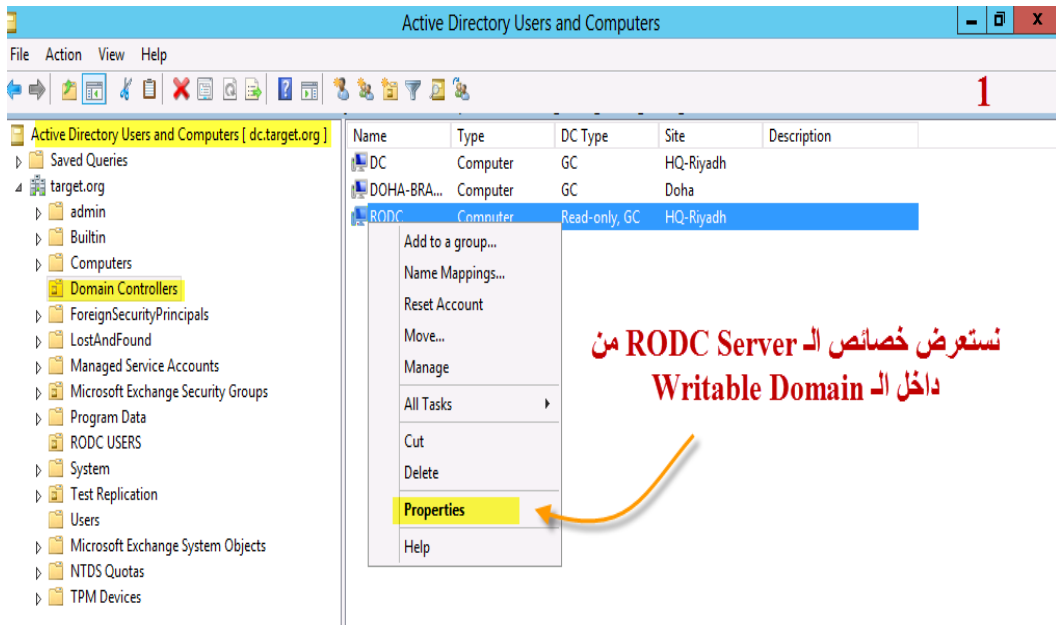 Active Directory Users and Computers
File Action View Help
1
Active Directory Users and Computers [ dc.target.org ]
Saved Queries
target.org
admin
Builtin
Computers
Domain Controllers
ForeignSecurityPrincipals
LostAndFound
Managed Service Accounts
Microsoft Exchange Security Groups
Program Data
RODC USERS
System
Test Replication
Users
Microsoft Exchange System Objects
NTDS Quotas
TPM Devices
Name Type DC Type Site Description
DC Computer GC HQ-Riyadh
DOHA-BRA... Computer GC Doha
RODC Computer Read-only, GC HQ-Riyadh
Add to a group...
Name Mappings...
Reset Account
Move...
Manage
All Tasks
Cut
Delete
Properties
Help
نستعرض خصائص الـ RODC Server من
داخل الـ Writable Domain